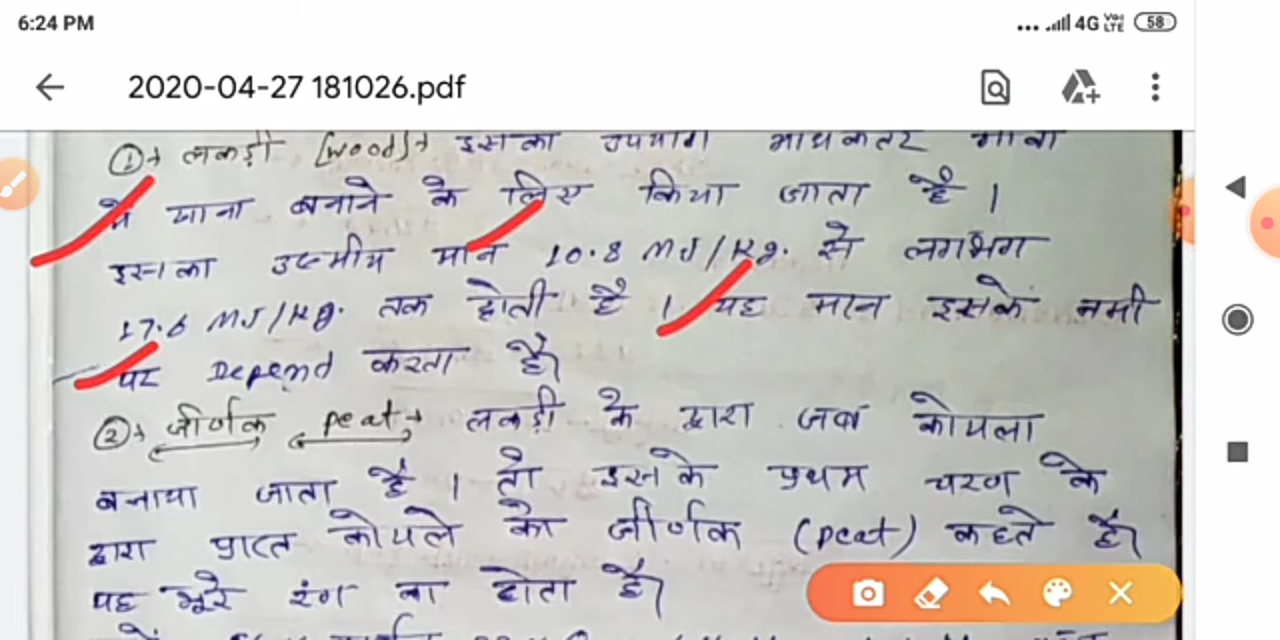 6:24 PM
4G Vo LTE 58
2020-04-27 181026.pdf
①→ लकड़ी [wood]→ इसका उपयोग अधिकतर गांवो
मे खाना बनाने के लिए किया जाता है ।
इसका उष्मीय मान 10.8 MJ/Kg. से लगभग
17.6 MJ/Kg. तक होती है । यह मान इसके नमी
पर Depend करता है।
②→ जीर्णक peat→ लकड़ी के द्वारा जब कोयला
बनाया जाता है । तो इसके प्रथम चरण के
द्वारा प्राप्त कोयले को जीर्णक (peat) कहते है।
यह भूरे रंग का होता है।